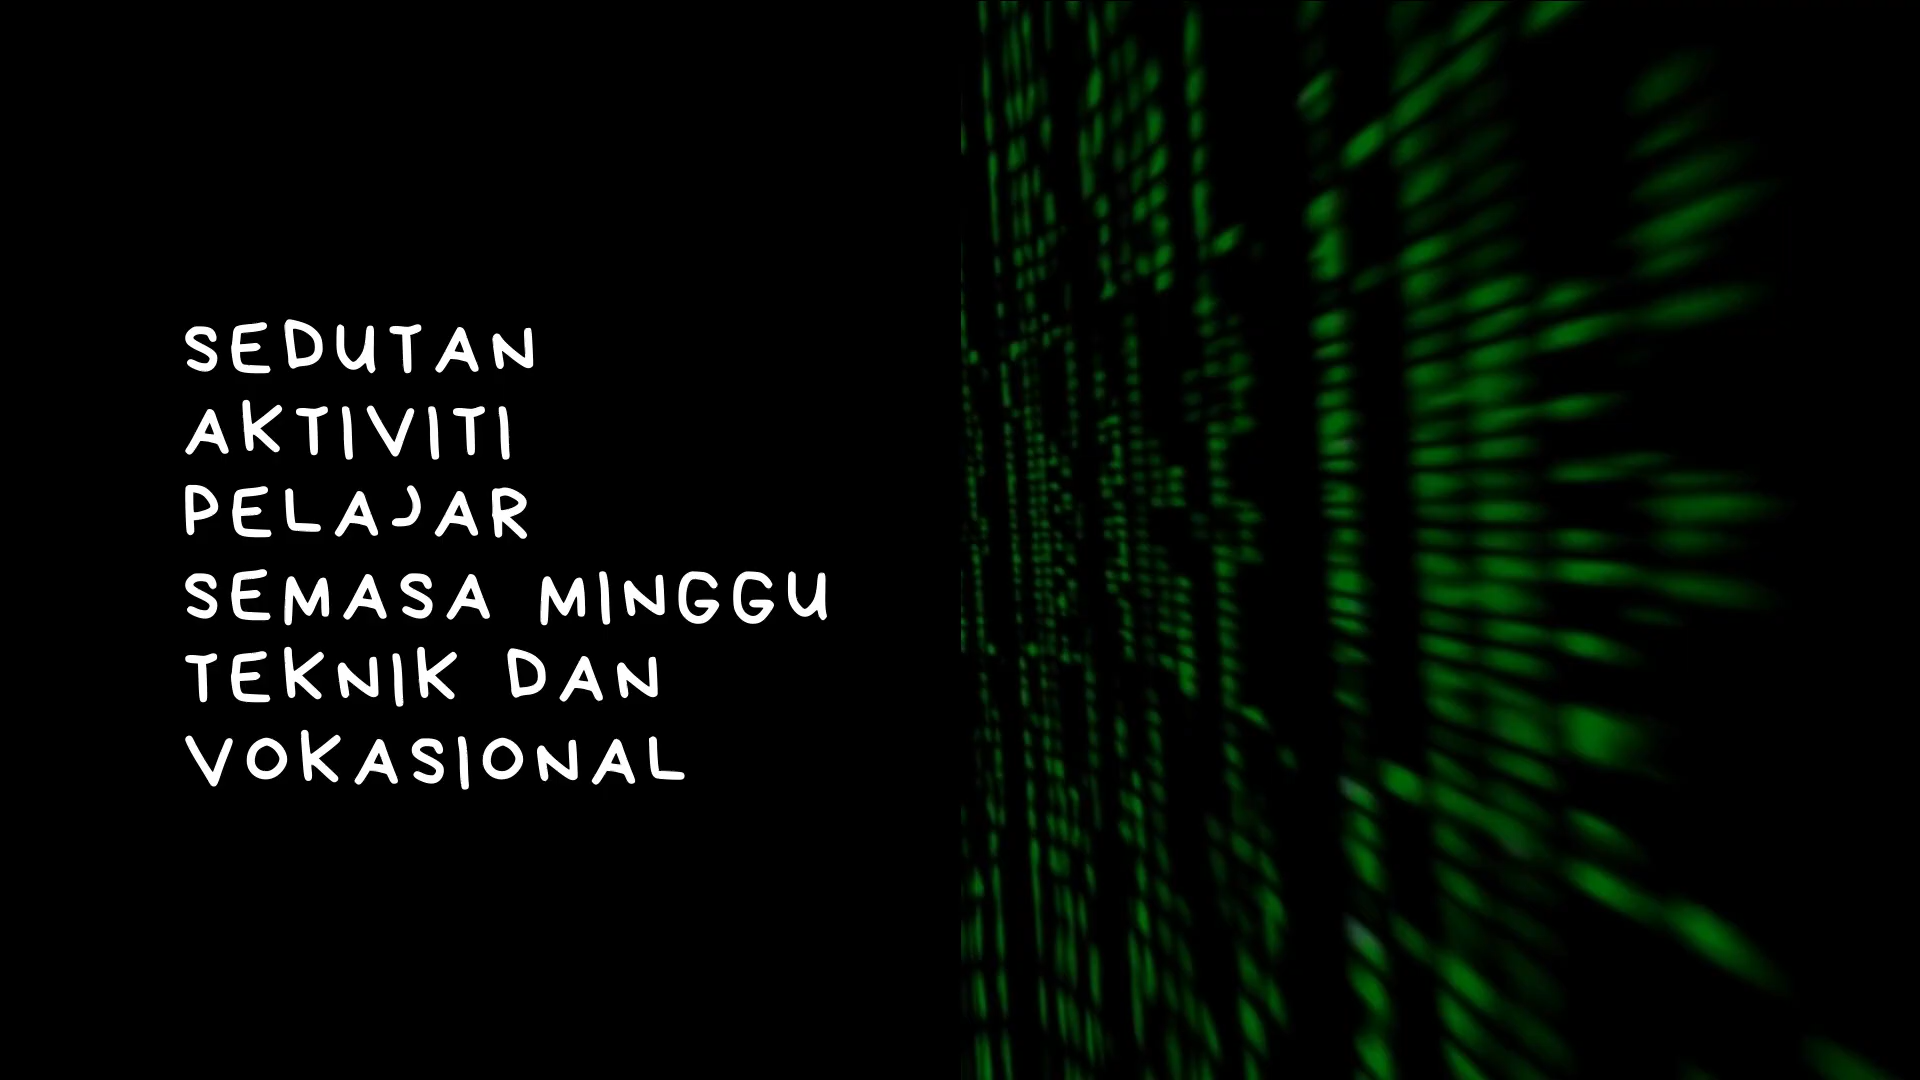 SEDUTAN
AKTIVITI
PELAJAR
SEMASA MINGGU
TEKNIK DAN
VOKASIONAL